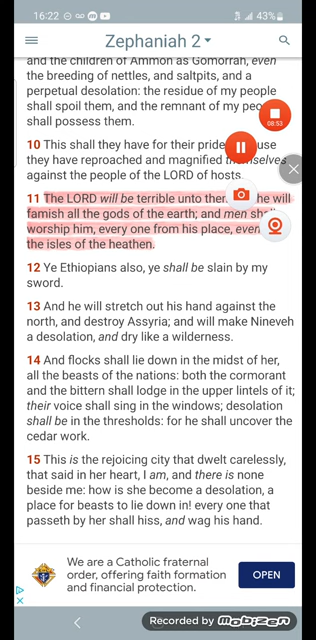 16:22
43%
Zephaniah 2
and the children of Ammon as Gomorrah, even
the breeding of nettles, and saltpits, and a
perpetual desolation: the residue of my people
shall spoil them, and the remnant of my peo
shall possess them.
08:53
10 This shall they have for their pride, use
they have reproached and magnified themselves
against the people of the LORD of hosts
11 The LORD will be terrible unto the he will
famish all the gods of the earth; and men sha
worship him, every one from his place, even
the isles of the heathen.
12 Ye Ethiopians also, ye shall be slain by my
sword.
13 And he will stretch out his hand against the
north, and destroy Assyria; and will make Nineveh
a desolation, and dry like a wilderness.
14 And flocks shall lie down in the midst of her,
all the beasts of the nations: both the cormorant
and the bittern shall lodge in the upper lintels of it;
their voice shall sing in the windows; desolation
shall be in the thresholds: for he shall uncover the
cedar work.
15 This is the rejoicing city that dwelt carelessly,
that said in her heart, I am, and there is none
beside me: how is she become a desolation, a
place for beasts to lie down in! every one that
passeth by her shall hiss, and wag his hand.
We are a Catholic fraternal
order, offering faith formation
and financial protection.
OPEN
Recorded by mobizen